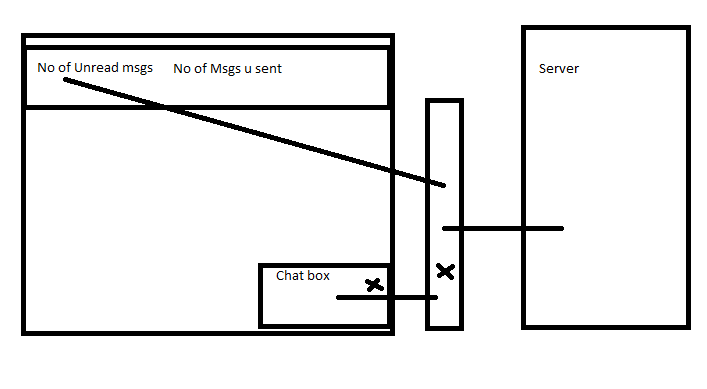 No of Unread msgs
No of Msgs u sent
Server
Chat box